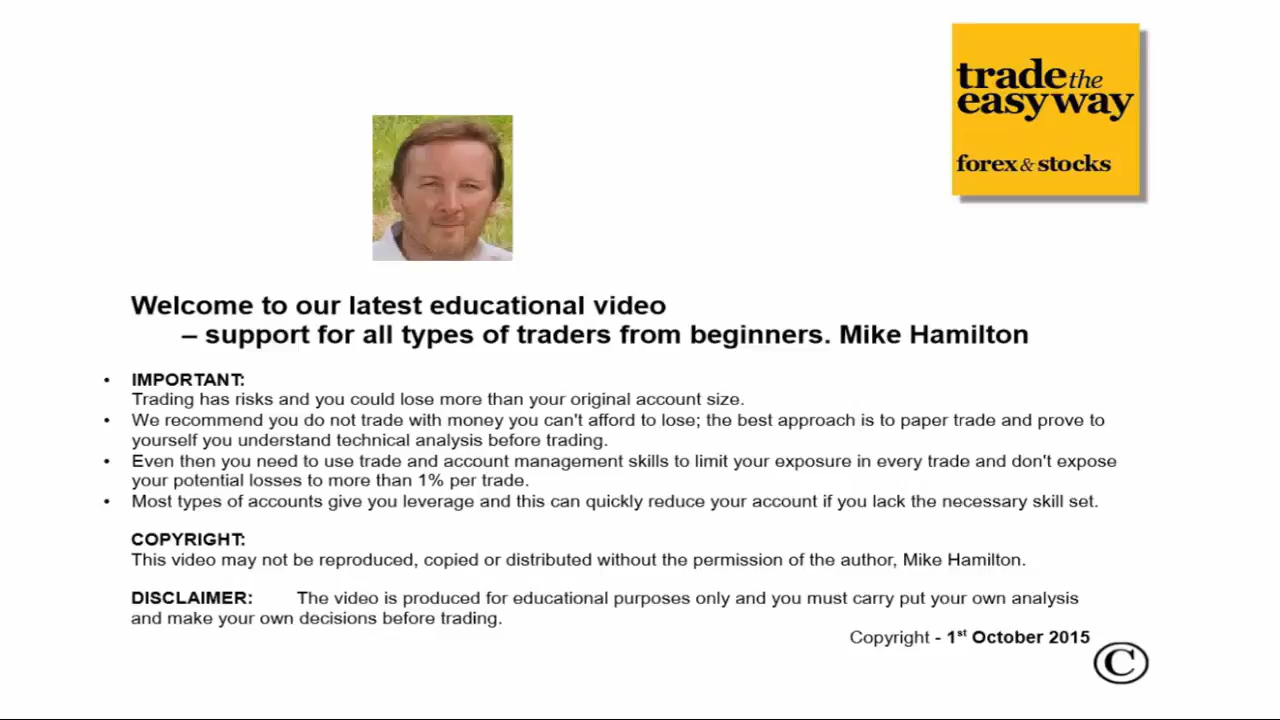 trade the
easyway
forex & stocks
Welcome to our latest educational video
– support for all types of traders from beginners. Mike Hamilton
• IMPORTANT:
Trading has risks and you could lose more than your original account size.
• We recommend you do not trade with money you can't afford to lose; the best approach is to paper trade and prove to
yourself you understand technical analysis before trading.
• Even then you need to use trade and account management skills to limit your exposure in every trade and don't expose
your potential losses to more than 1% per trade.
• Most types of accounts give you leverage and this can quickly reduce your account if you lack the necessary skill set.
COPYRIGHT:
This video may not be reproduced, copied or distributed without the permission of the author, Mike Hamilton.
DISCLAIMER: The video is produced for educational purposes only and you must carry put your own analysis
and make your own decisions before trading.
Copyright - 1st October 2015
©